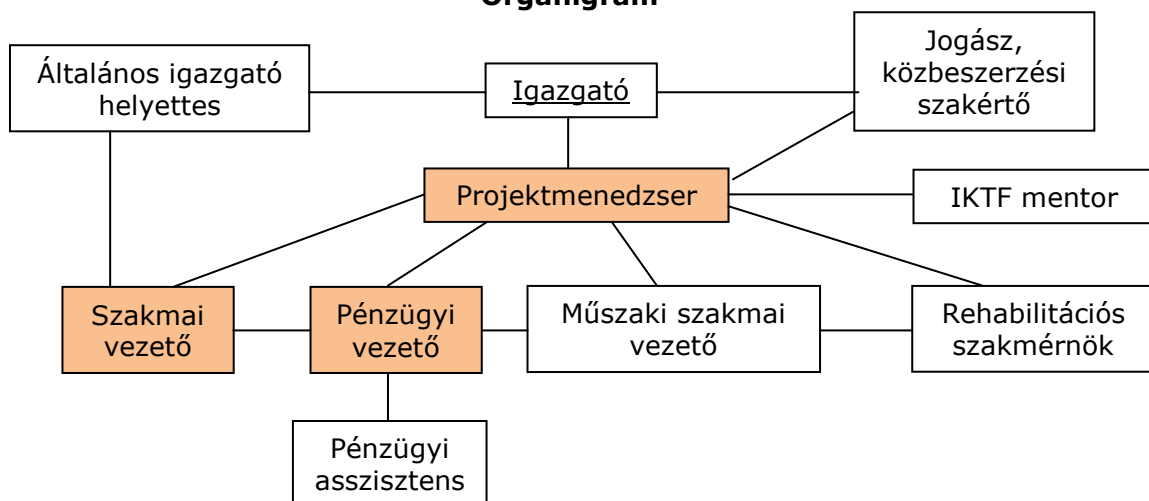 Organigram
Általános igazgató
helyettes
Igazgató
Jogász,
közbeszerzési
szakértő
Projektmenedzser
IKTF mentor
Szakmai
vezető
Pénzügyi
vezető
Műszaki szakmai
vezető
Rehabilitációs
szakmérnök
Pénzügyi
asszisztens